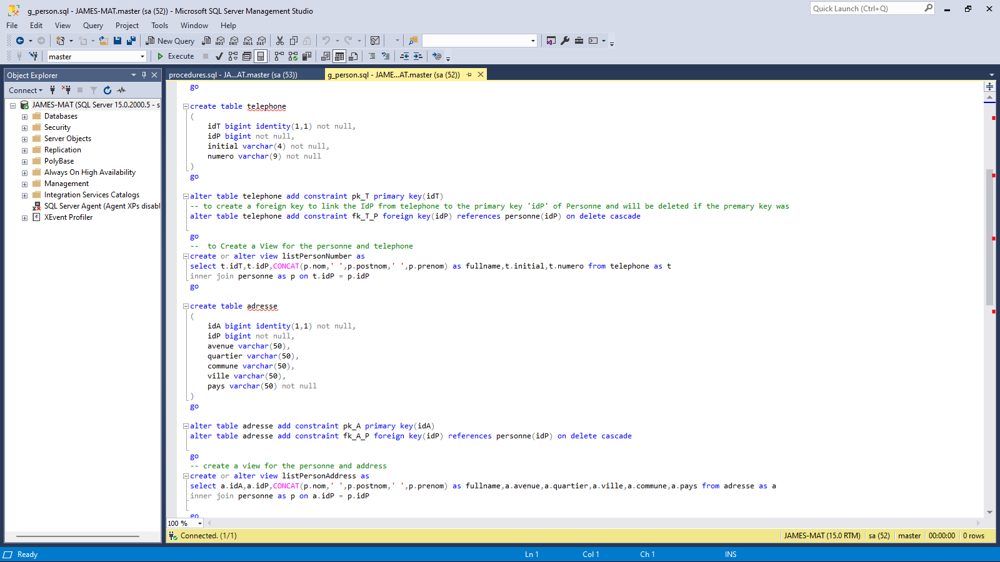 g_person.sql - JAMES-MAT.master (sa (52)) - Microsoft SQL Server Management Studio
Quick Launch (Ctrl+Q)
File Edit View Query Project Tools Window Help
New Query
MDX DMX XMLA DAX
master
Execute
Object Explorer
procedures.sql - JA...AT.master (sa (53))
g_person.sql - JAME...AT.master (sa (52))
Connect
JAMES-MAT (SQL Server 15.0.2000.5 - s
Databases
Security
Server Objects
Replication
PolyBase
Always On High Availability
Management
Integration Services Catalogs
SQL Server Agent (Agent XPs disabl
XEvent Profiler
go
create table telephone
(
idT bigint identity(1,1) not null,
idP bigint not null,
initial varchar(4) not null,
numero varchar(9) not null
)
go
alter table telephone add constraint pk_T primary key(idT)
-- to create a foreign key to link the IdP from telephone to the primary key 'idP' of Personne and will be deleted if the premary key was
alter table telephone add constraint fk_T_P foreign key(idP) references personne(idP) on delete cascade
go
--  to Create a View for the personne and telephone
create or alter view listPersonNumber as
select t.idT,t.idP,CONCAT(p.nom,' ',p.postnom,' ',p.prenom) as fullname,t.initial,t.numero from telephone as t
inner join personne as p on t.idP = p.idP
go
create table adresse
(
idA bigint identity(1,1) not null,
idP bigint not null,
avenue varchar(50),
quartier varchar(50),
commune varchar(50),
ville varchar(50),
pays varchar(50) not null
)
go
alter table adresse add constraint pk_A primary key(idA)
alter table adresse add constraint fk_A_P foreign key(idP) references personne(idP) on delete cascade
go
-- create a view for the personne and address
create or alter view listPersonAddress as
select a.idA,a.idP,CONCAT(p.nom,' ',p.postnom,' ',p.prenom) as fullname,a.avenue,a.quartier,a.ville,a.commune,a.pays from adresse as a
inner join personne as p on a.idP = p.idP
go
100 %
Connected. (1/1)
JAMES-MAT (15.0 RTM) sa (52) master 00:00:00 0 rows
Ready
Ln 1 Col 1 Ch 1 INS